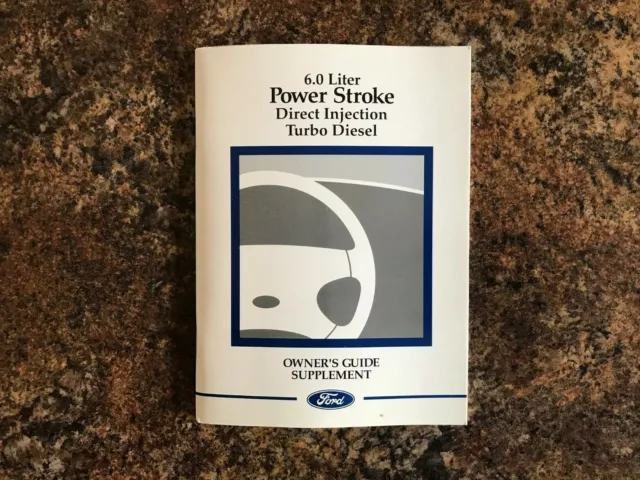 6.0 Liter
Power Stroke
Direct Injection
Turbo Diesel
OWNER'S GUIDE
SUPPLEMENT
Ford